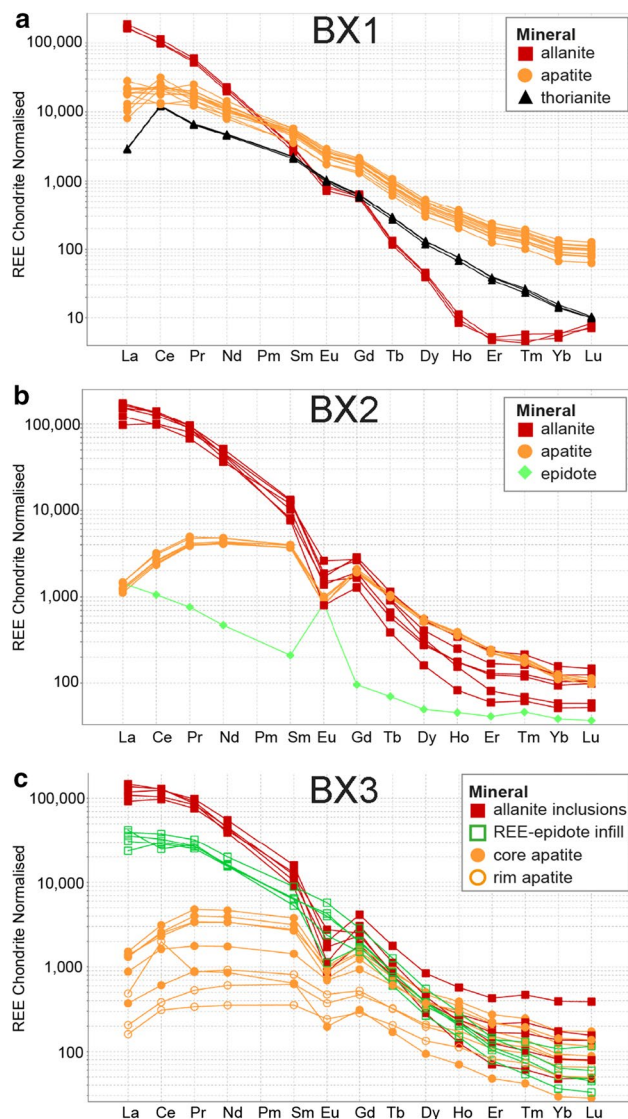 a
BX1
Mineral
allanite
apatite
thorianite
REE Chondrite Normalised
100,000
10,000
1,000
100
10
La Ce Pr Nd Pm Sm Eu Gd Tb Dy Ho Er Tm Yb Lu
b
BX2
Mineral
allanite
apatite
epidote
REE Chondrite Normalised
100,000
10,000
1,000
100
La Ce Pr Nd Pm Sm Eu Gd Tb Dy Ho Er Tm Yb Lu
c
BX3
Mineral
allanite inclusions
REE-epidote infill
core apatite
rim apatite
REE Chondrite Normalised
100,000
10,000
1,000
100
La Ce Pr Nd Pm Sm Eu Gd Tb Dy Ho Er Tm Yb Lu